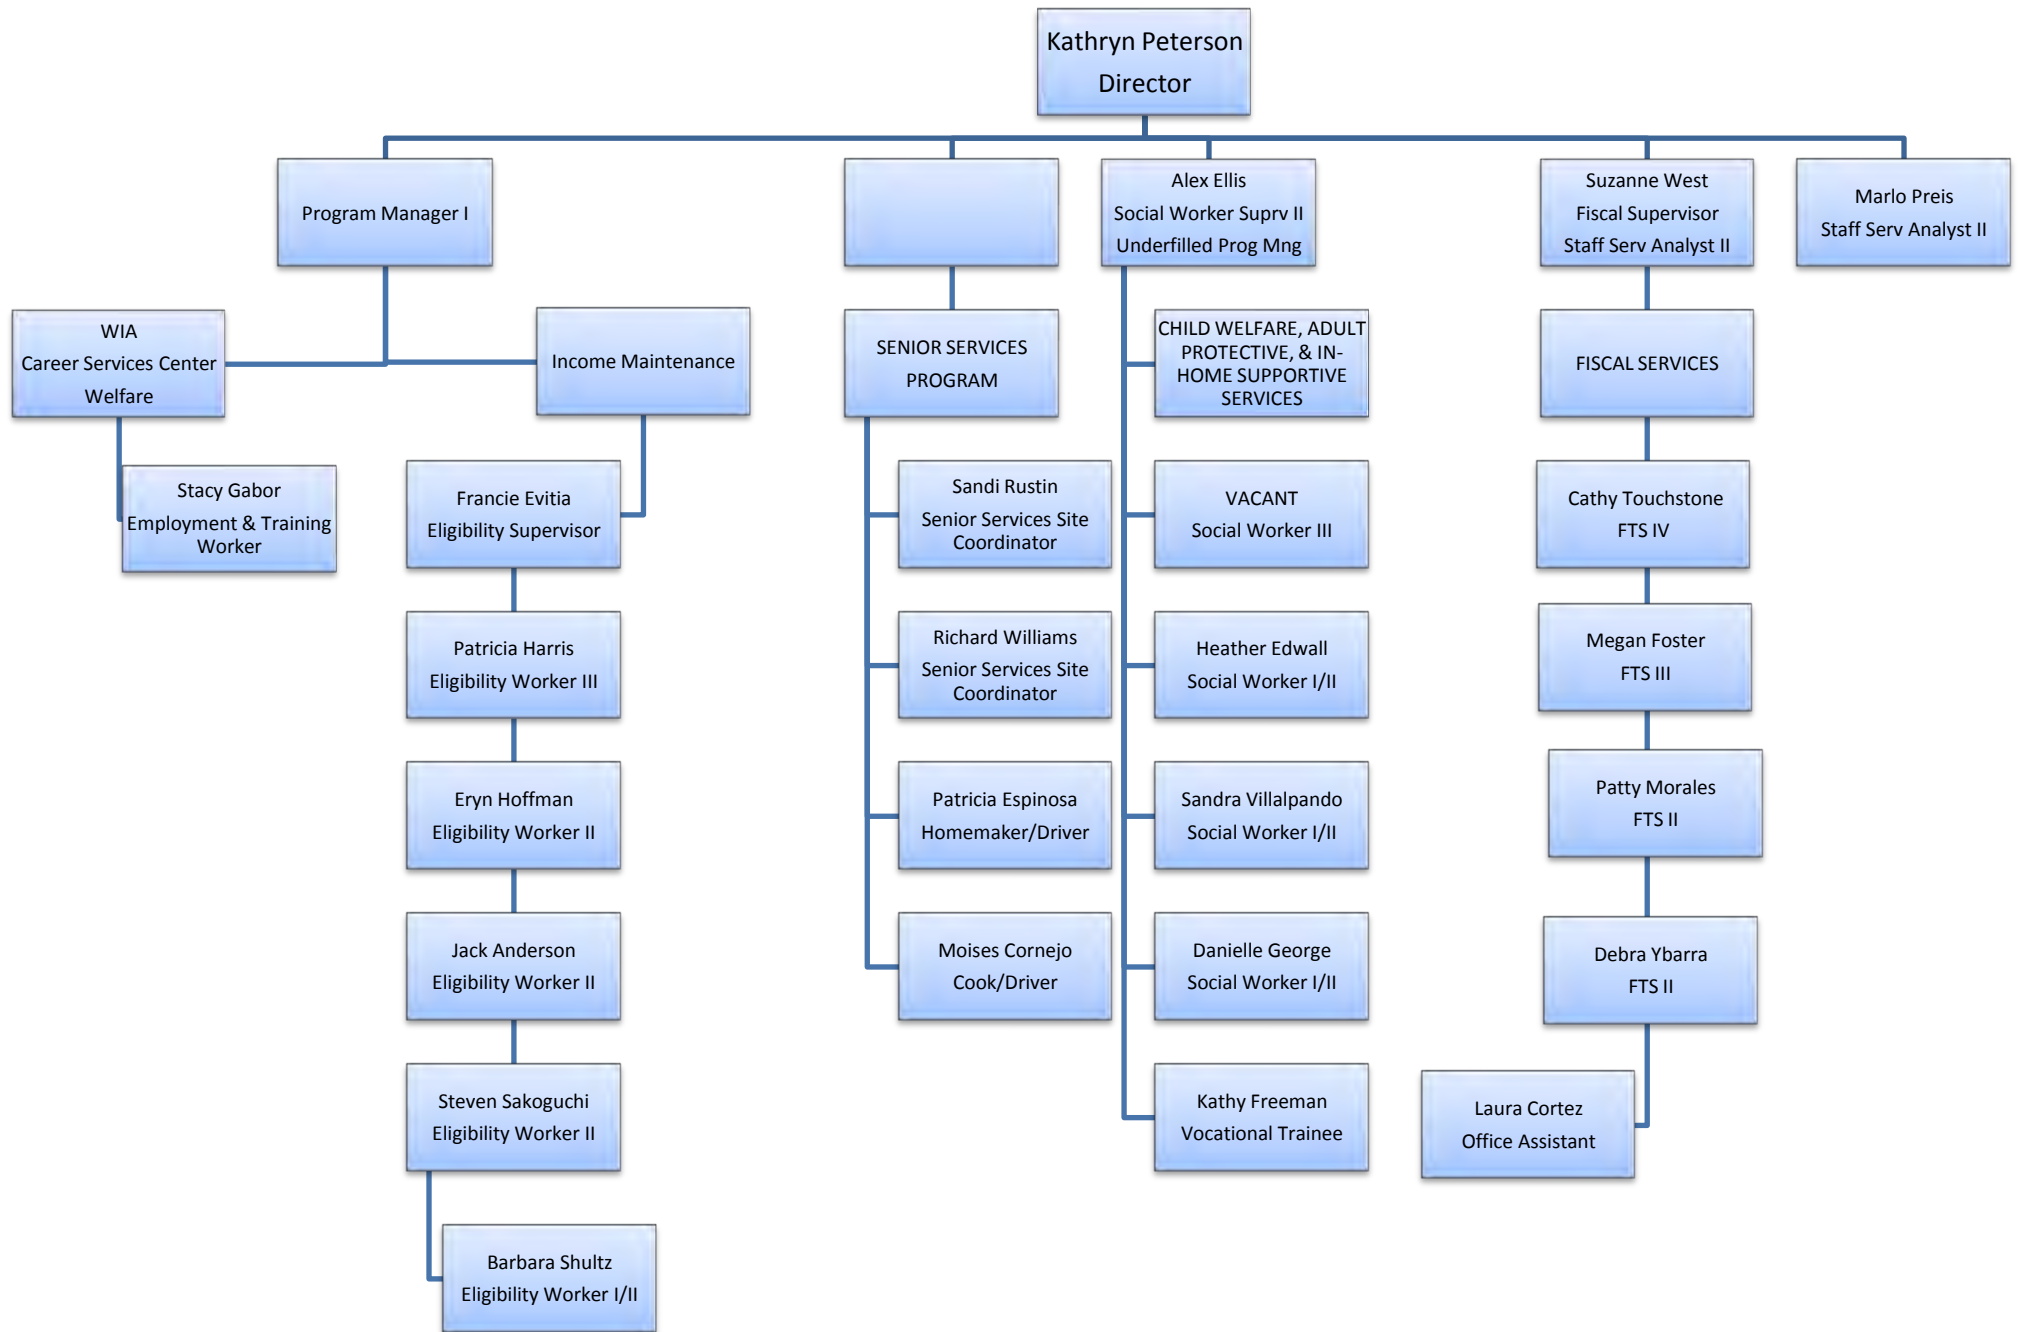 Kathryn Peterson
Director
Program Manager I
Alex Ellis
Social Worker Suprv II
Underfilled Prog Mng
Suzanne West
Fiscal Supervisor
Staff Serv Analyst II
Marlo Preis
Staff Serv Analyst II
WIA
Career Services Center
Welfare
Income Maintenance
SENIOR SERVICES
PROGRAM
CHILD WELFARE, ADULT
PROTECTIVE, & IN-
HOME SUPPORTIVE
SERVICES
FISCAL SERVICES
Stacy Gabor
Employment & Training
Worker
Francie Evitia
Eligibility Supervisor
Sandi Rustin
Senior Services Site
Coordinator
VACANT
Social Worker III
Cathy Touchstone
FTS IV
Patricia Harris
Eligibility Worker III
Richard Williams
Senior Services Site
Coordinator
Heather Edwall
Social Worker I/II
Megan Foster
FTS III
Eryn Hoffman
Eligibility Worker II
Patricia Espinosa
Homemaker/Driver
Sandra Villalpando
Social Worker I/II
Patty Morales
FTS II
Jack Anderson
Eligibility Worker II
Moises Cornejo
Cook/Driver
Danielle George
Social Worker I/II
Debra Ybarra
FTS II
Steven Sakoguchi
Eligibility Worker II
Kathy Freeman
Vocational Trainee
Laura Cortez
Office Assistant
Barbara Shultz
Eligibility Worker I/II